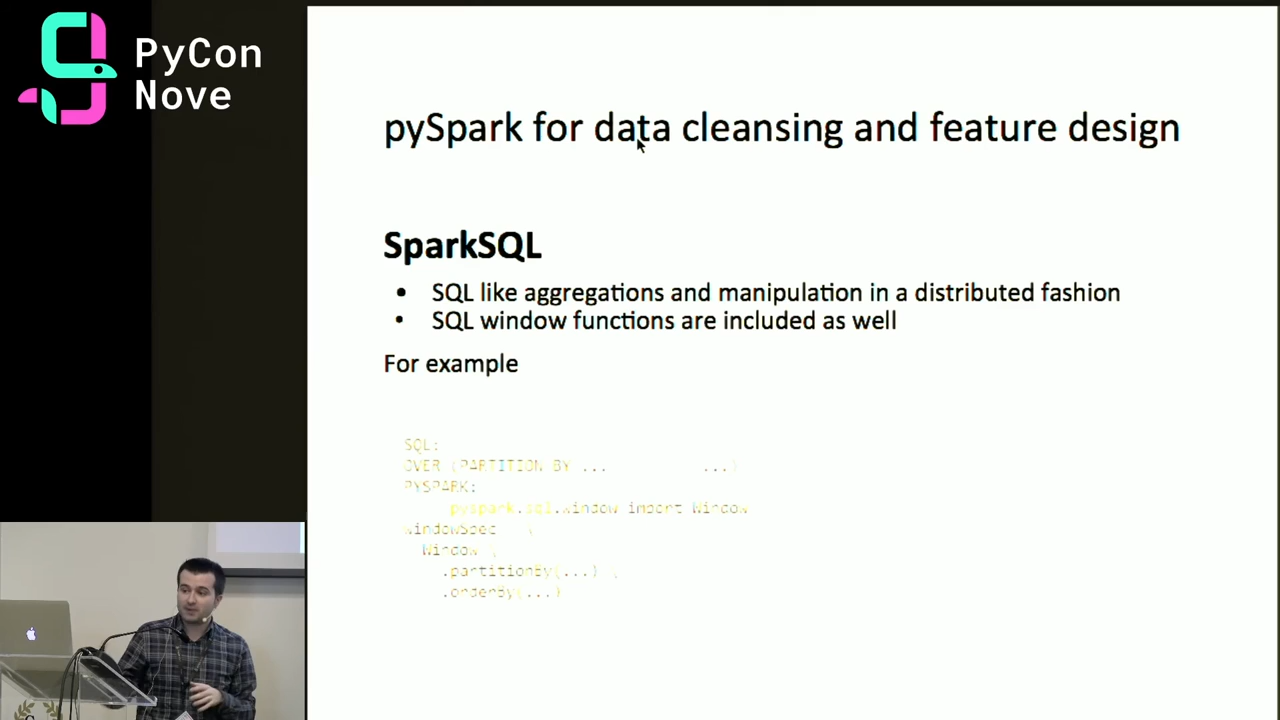 PyCon
Nove
pySpark for data cleansing and feature design
SparkSQL
• SQL like aggregations and manipulation in a distributed fashion
• SQL window functions are included as well
For example
SQL:
OVER (PARTITION BY ... ...)
PYSPARK:
pyspark.sql.window import Window
windowSpec \
Window \
.partitionBy(...) \
.orderBy(...)